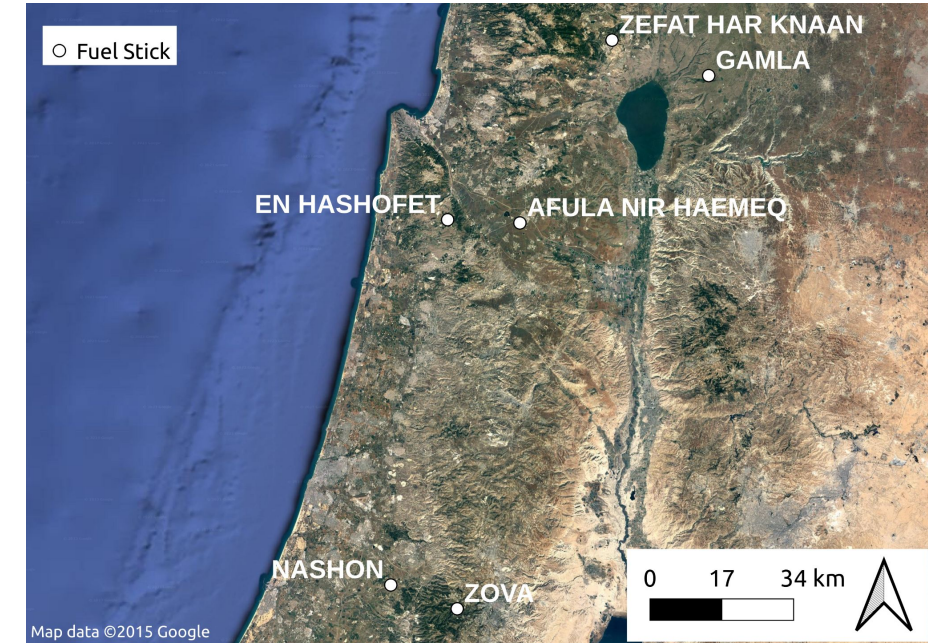 ZEFAT HAR KNAAN
Fuel Stick
GAMLA
EN HASHOFET
AFULA NIR HAEMEQ
NASHON
ZOVA
0 17 34 km
Map data ©2015 Google